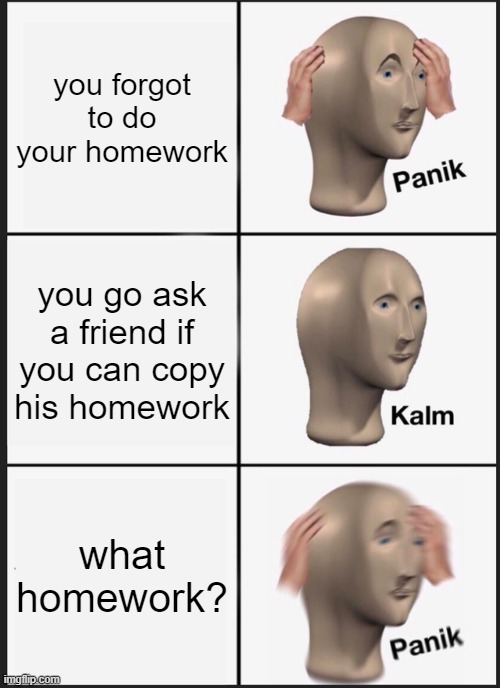 you forgot
to do
your homework
Panik
you go ask
a friend if
you can copy
his homework
Kalm
what
homework?
Panik
imgflip.com